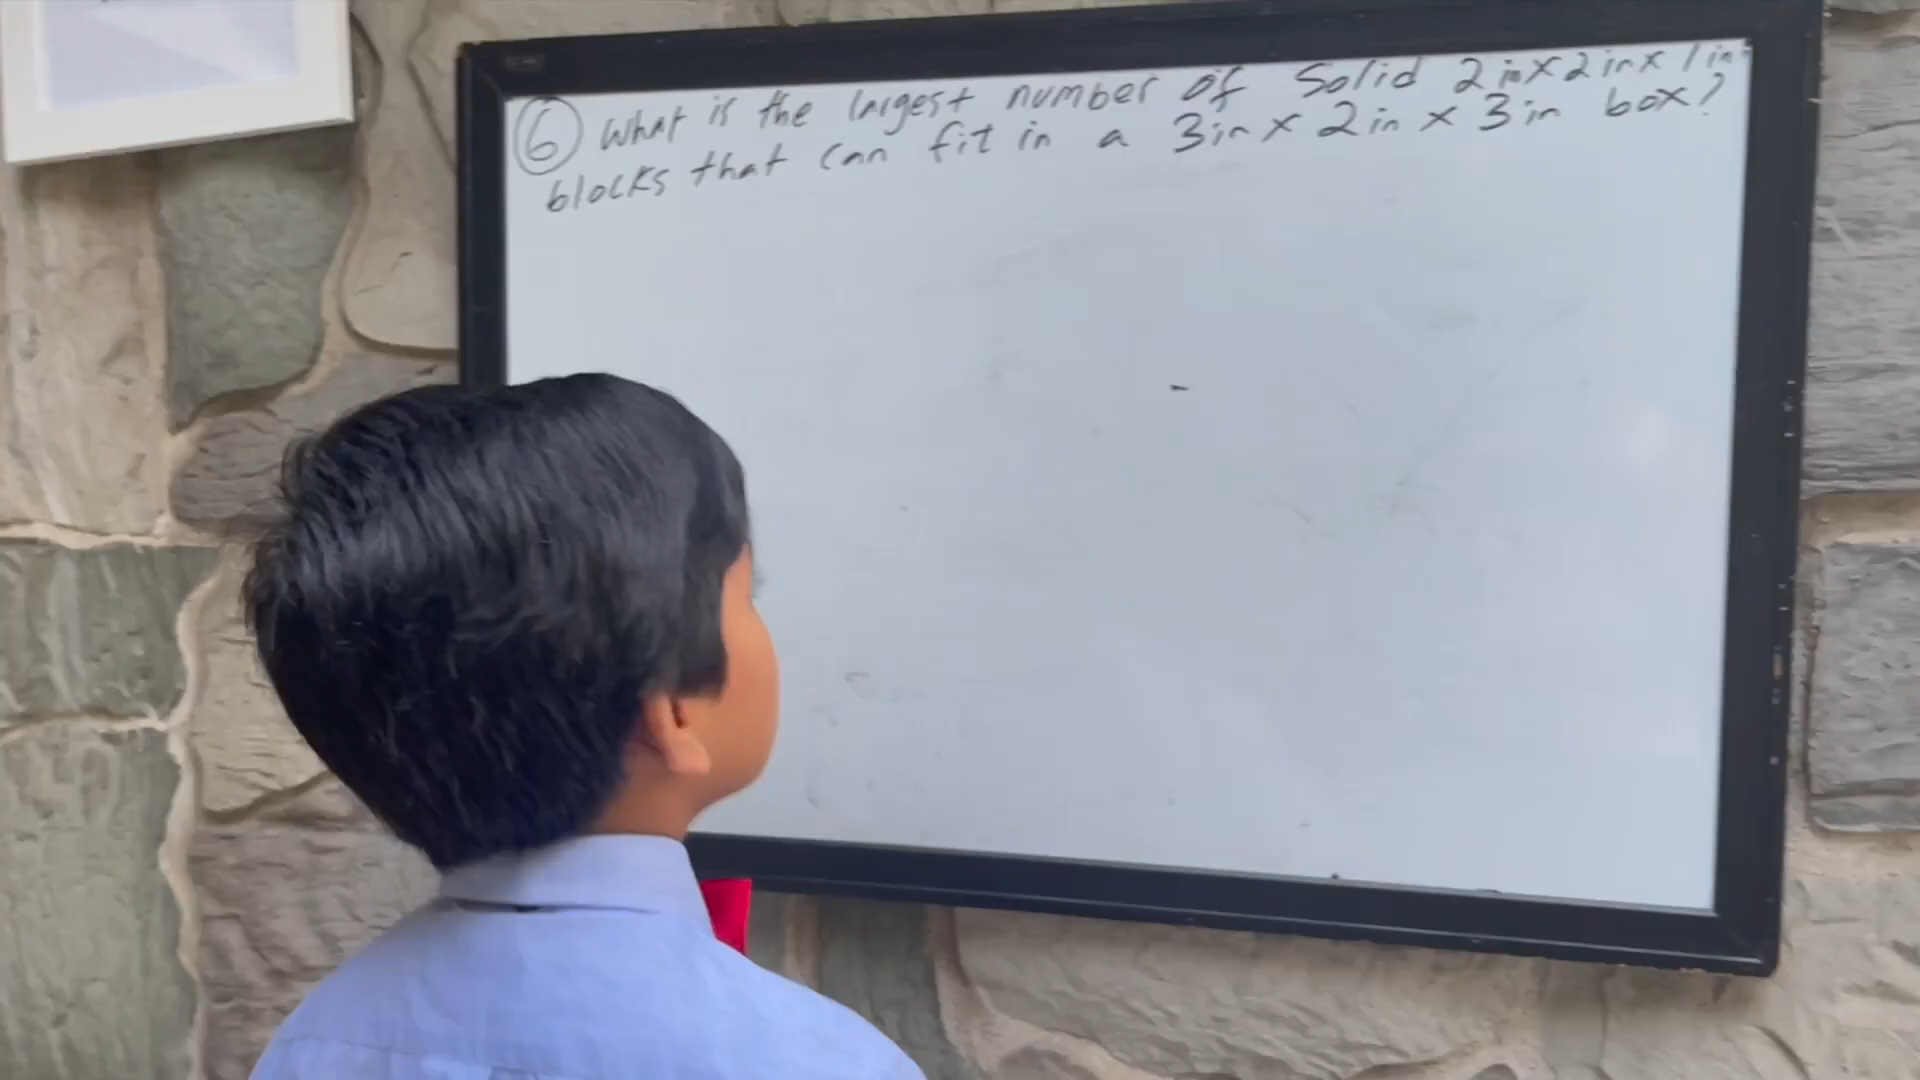 6 What is the largest number of Solid 2in x 2in x 1in
blocks that can fit in a 3in x 2in x 3in box?